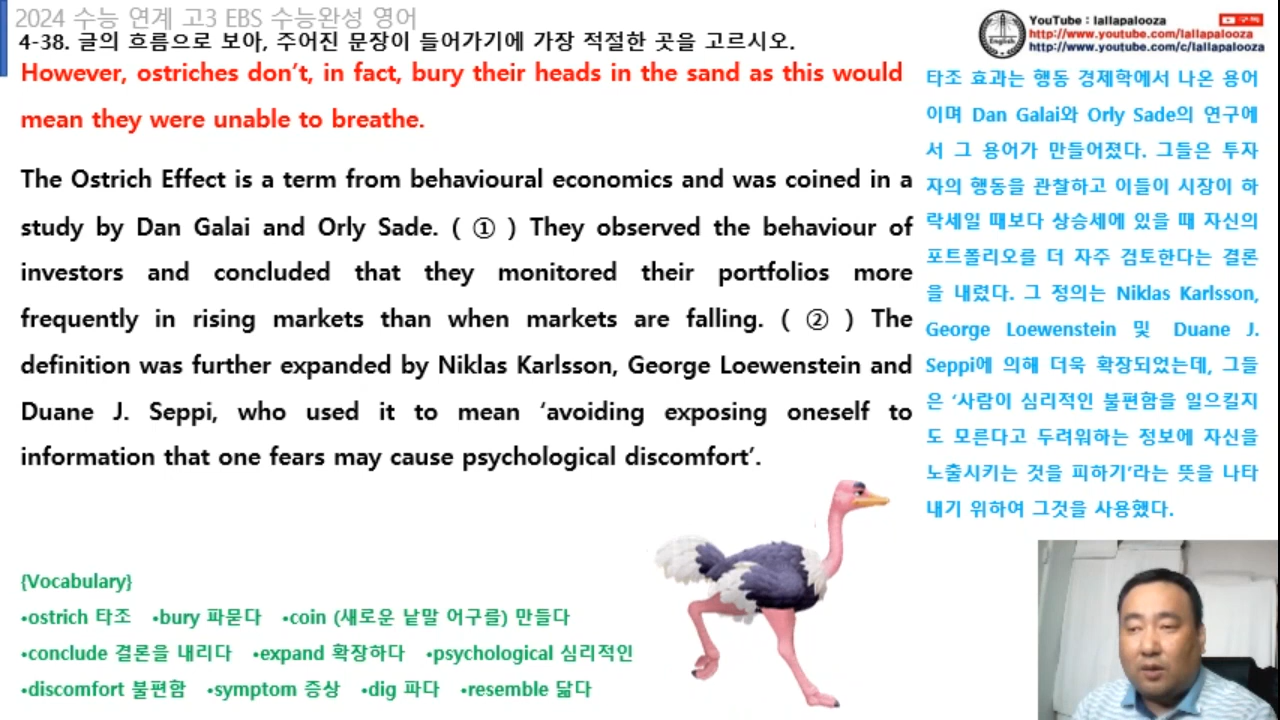 2024 수능 연계 고3 EBS 수능완성 영어
4-38. 글의 흐름으로 보아, 주어진 문장이 들어가기에 가장 적절한 곳을 고르시오.
However, ostriches don’t, in fact, bury their heads in the sand as this would
mean they were unable to breathe.
The Ostrich Effect is a term from behavioural economics and was coined in a
study by Dan Galai and Orly Sade. ( ① ) They observed the behaviour of
investors and concluded that they monitored their portfolios more
frequently in rising markets than when markets are falling. ( ② ) The
definition was further expanded by Niklas Karlsson, George Loewenstein and
Duane J. Seppi, who used it to mean ‘avoiding exposing oneself to
information that one fears may cause psychological discomfort’.
{Vocabulary}
•ostrich 타조 •bury 파묻다 •coin (새로운 낱말 어구를) 만들다
•conclude 결론을 내리다 •expand 확장하다 •psychological 심리적인
•discomfort 불편함 •symptom 증상 •dig 파다 •resemble 닮다
English
YouTube : lallapalooza
구독
http://www.youtube.com/lallapalooza
http://www.youtube.com/c/lallapalooza
타조 효과는 행동 경제학에서 나온 용어
이며 Dan Galai와 Orly Sade의 연구에
서 그 용어가 만들어졌다. 그들은 투자
자의 행동을 관찰하고 이들이 시장이 하
락세일 때보다 상승세에 있을 때 자신의
포트폴리오를 더 자주 검토한다는 결론
을 내렸다. 그 정의는 Niklas Karlsson,
George Loewenstein 및 Duane J.
Seppi에 의해 더욱 확장되었는데, 그들
은 ‘사람이 심리적인 불편함을 일으킬지
도 모른다고 두려워하는 정보에 자신을
노출시키는 것을 피하기’라는 뜻을 나타
내기 위하여 그것을 사용했다.